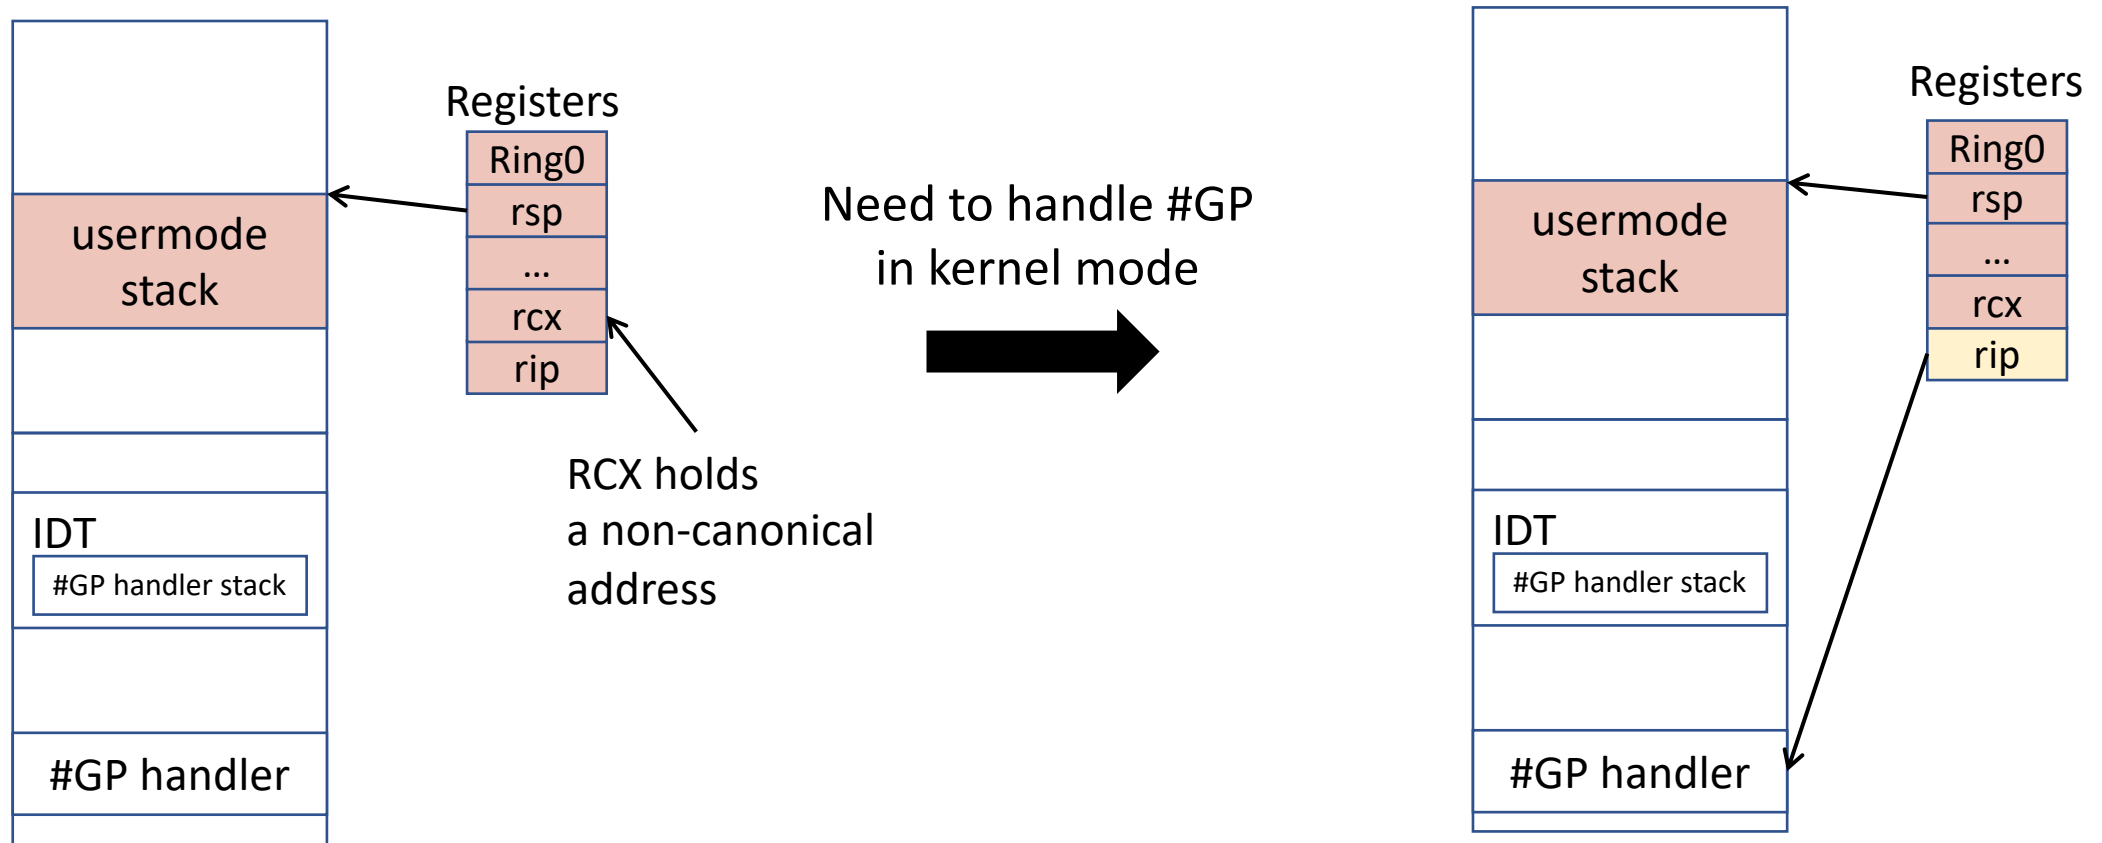 usermode
stack
IDT
#GP handler stack
#GP handler
Registers
Ring0
rsp
...
rcx
rip
RCX holds
a non-canonical
address
Need to handle #GP
in kernel mode
usermode
stack
IDT
#GP handler stack
#GP handler
Registers
Ring0
rsp
...
rcx
rip